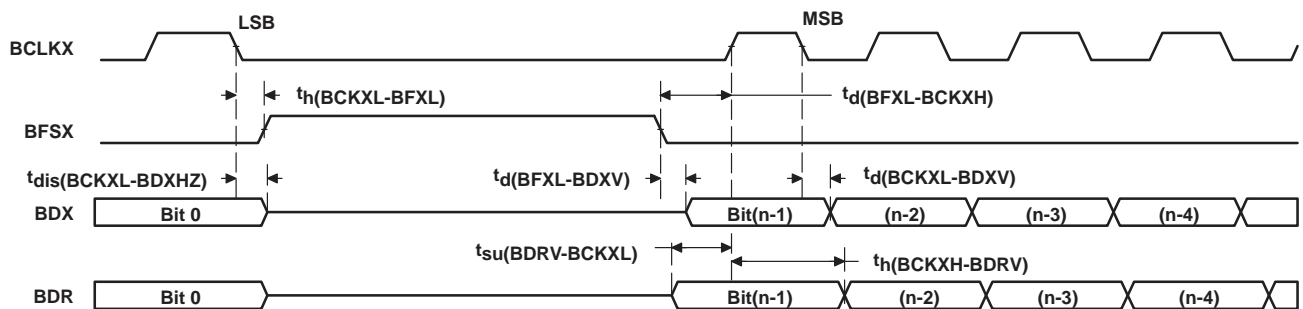 LSB
MSB
BCLKX
th(BCKXL-BFXL)
td(BFXL-BCKXH)
BFSX
tdis(BCKXL-BDXHZ)
td(BFXL-BDXV)
td(BCKXL-BDXV)
BDX
Bit 0
Bit(n-1)
(n-2)
(n-3)
(n-4)
tsu(BDRV-BCKXL)
th(BCKXH-BDRV)
BDR
Bit 0
Bit(n-1)
(n-2)
(n-3)
(n-4)